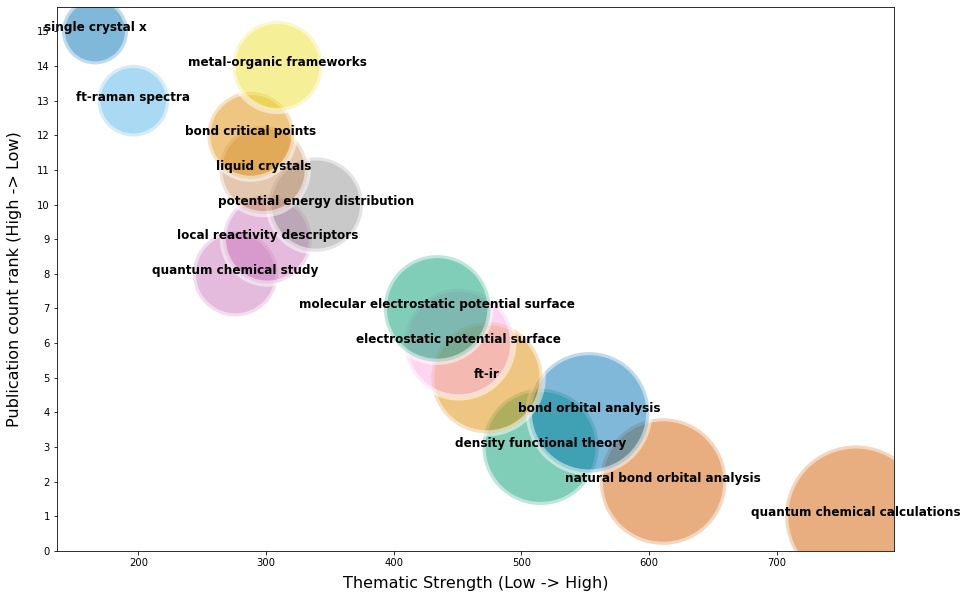 Publication count rank (High -> Low)
15
single crystal x
14
metal-organic frameworks
13
ft-raman spectra
12
bond critical points
11
liquid crystals
10
potential energy distribution
9
local reactivity descriptors
8
quantum chemical study
7
molecular electrostatic potential surface
6
electrostatic potential surface
5
ft-ir
4
bond orbital analysis
3
density functional theory
2
natural bond orbital analysis
1
quantum chemical calculations
0
200 300 400 500 600 700
Thematic Strength (Low -> High)